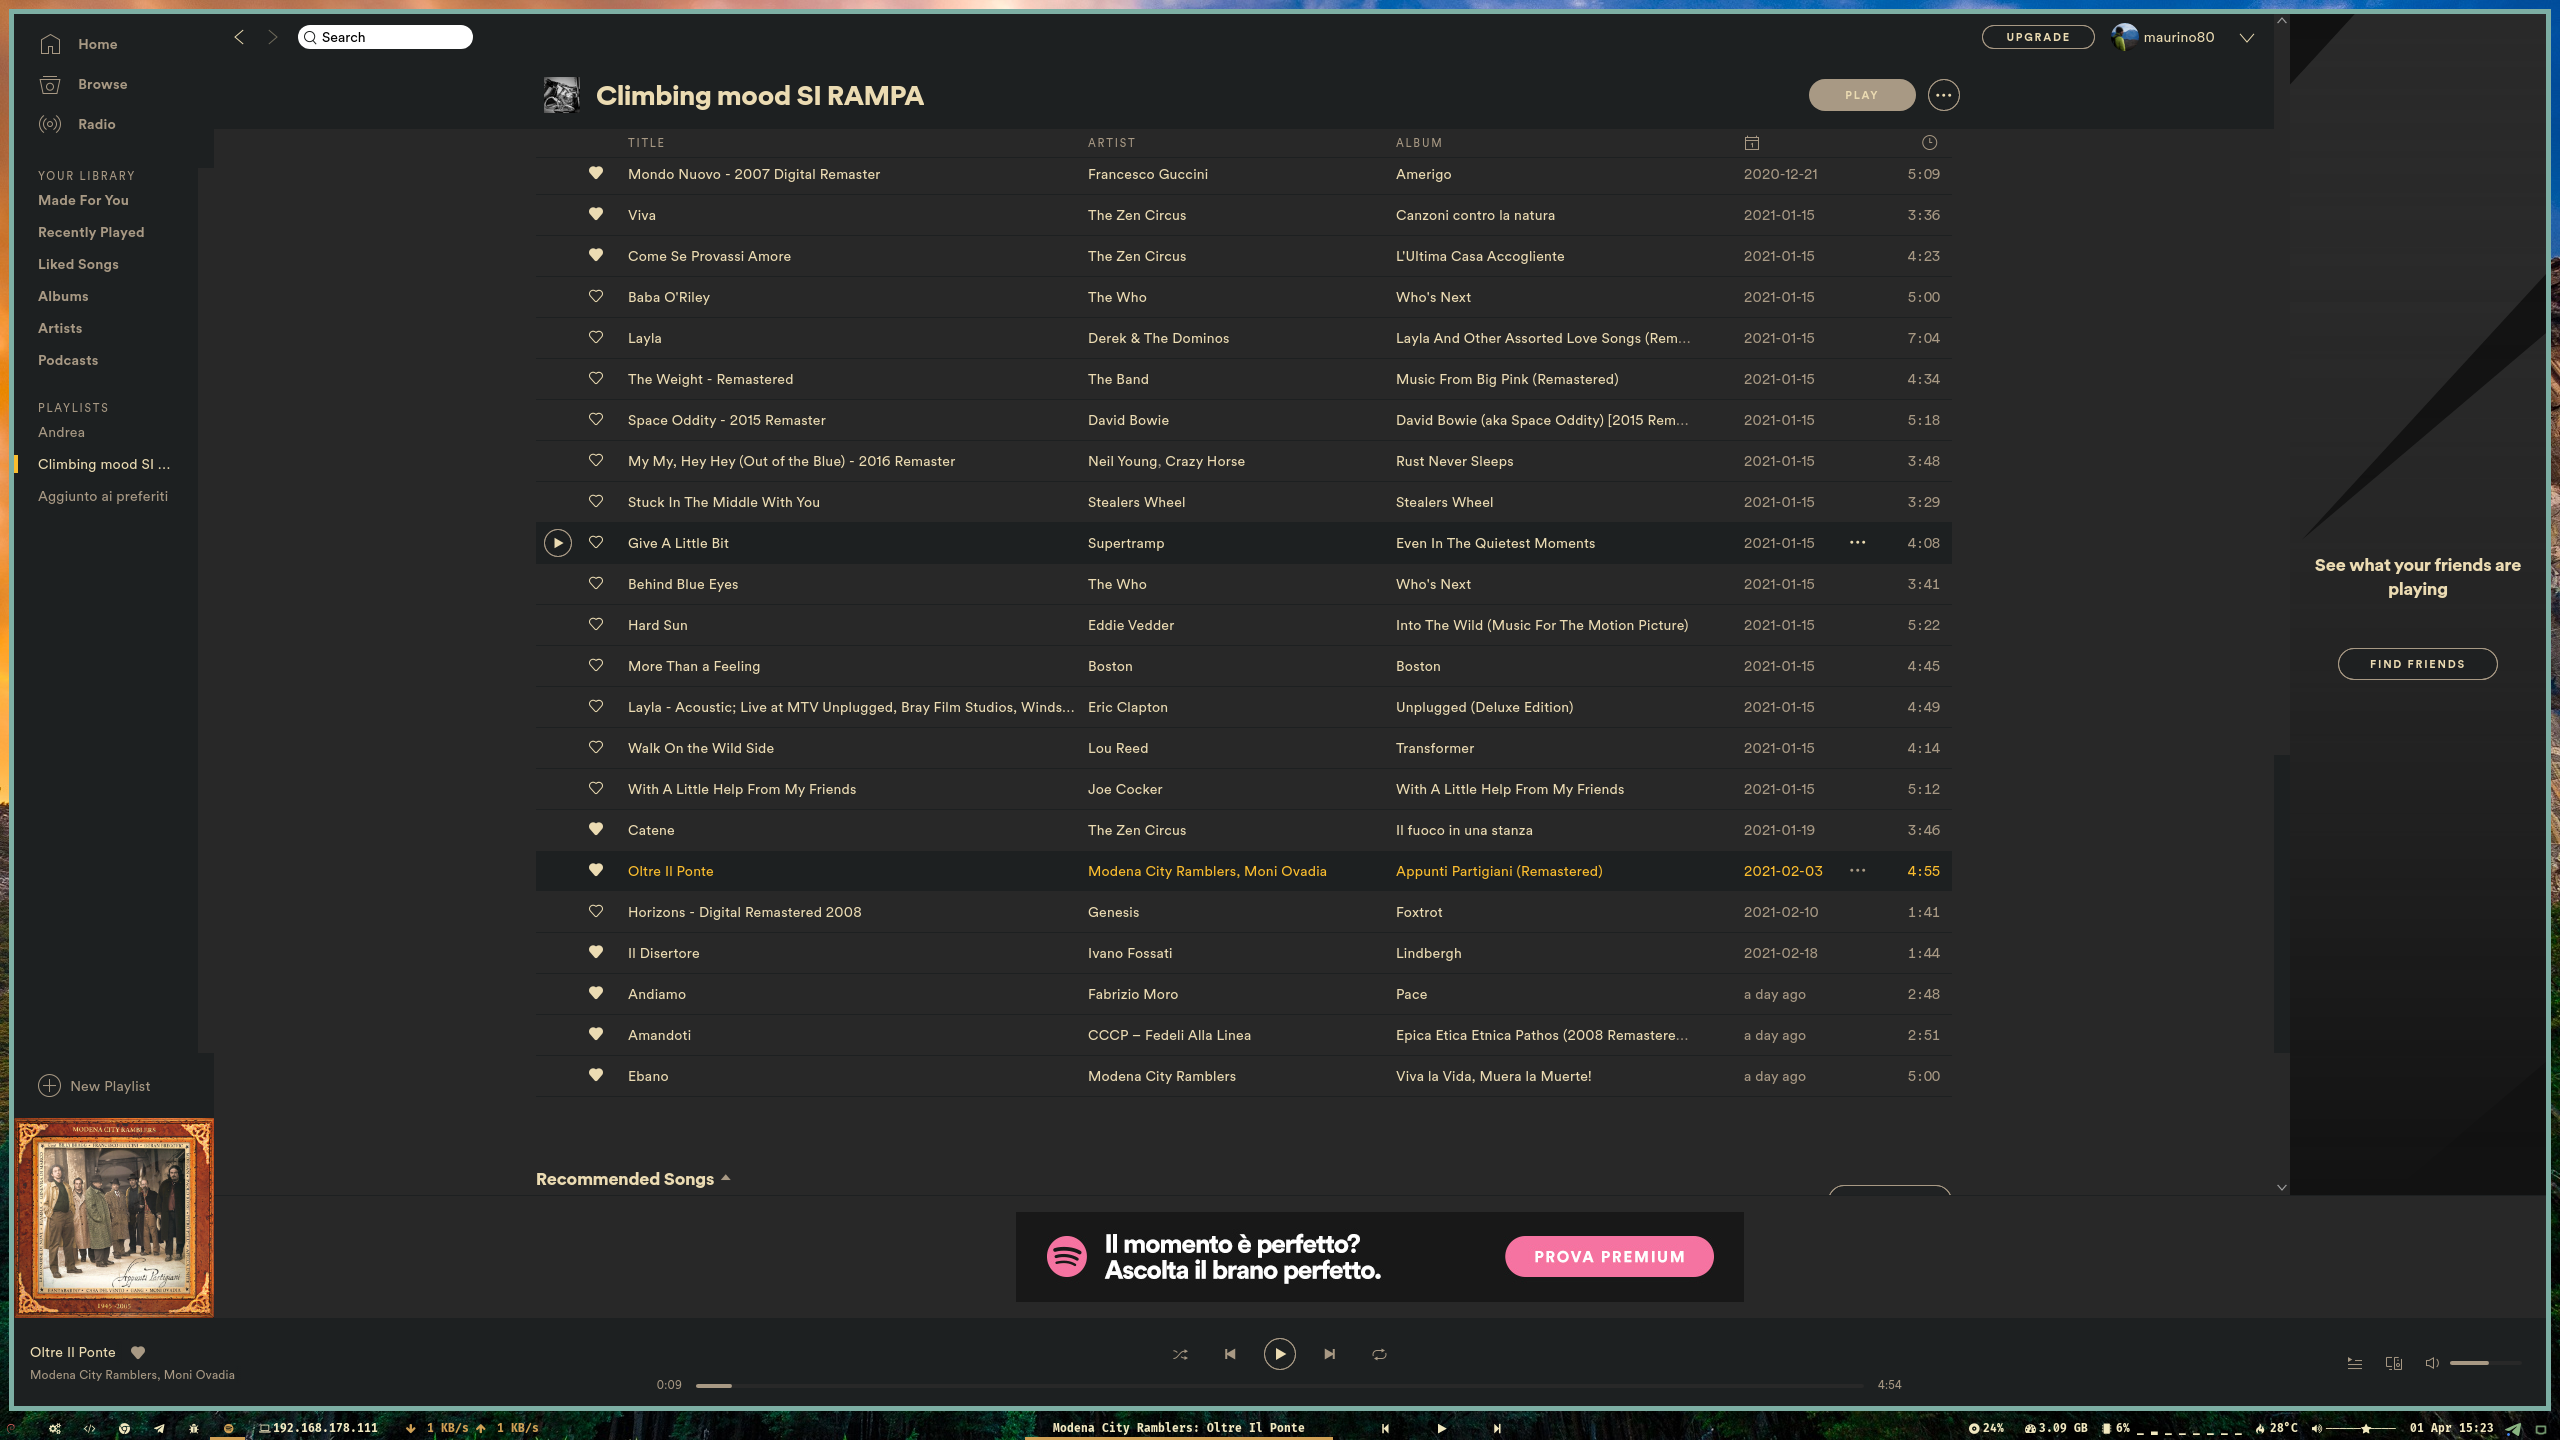 Home
Browse
Radio
YOUR LIBRARY
Made For You
Recently Played
Liked Songs
Albums
Artists
Podcasts
PLAYLISTS
Andrea
Climbing mood SI ...
Aggiunto ai preferiti
New Playlist
Search
UPGRADE
maurino80
Climbing mood SI RAMPA
PLAY
TITLE ARTIST ALBUM
Mondo Nuovo - 2007 Digital Remaster Francesco Guccini Amerigo 2020-12-21 5:09
Viva The Zen Circus Canzoni contro la natura 2021-01-15 3:36
Come Se Provassi Amore The Zen Circus L'Ultima Casa Accogliente 2021-01-15 4:23
Baba O'Riley The Who Who's Next 2021-01-15 5:00
Layla Derek & The Dominos Layla And Other Assorted Love Songs (Rem... 2021-01-15 7:04
The Weight - Remastered The Band Music From Big Pink (Remastered) 2021-01-15 4:34
Space Oddity - 2015 Remaster David Bowie David Bowie (aka Space Oddity) [2015 Rem... 2021-01-15 5:18
My My, Hey Hey (Out of the Blue) - 2016 Remaster Neil Young, Crazy Horse Rust Never Sleeps 2021-01-15 3:48
Stuck In The Middle With You Stealers Wheel Stealers Wheel 2021-01-15 3:29
Give A Little Bit Supertramp Even In The Quietest Moments 2021-01-15 ... 4:08
Behind Blue Eyes The Who Who's Next 2021-01-15 3:41
Hard Sun Eddie Vedder Into The Wild (Music For The Motion Picture) 2021-01-15 5:22
More Than a Feeling Boston Boston 2021-01-15 4:45
Layla - Acoustic; Live at MTV Unplugged, Bray Film Studios, Winds... Eric Clapton Unplugged (Deluxe Edition) 2021-01-15 4:49
Walk On the Wild Side Lou Reed Transformer 2021-01-15 4:14
With A Little Help From My Friends Joe Cocker With A Little Help From My Friends 2021-01-15 5:12
Catene The Zen Circus Il fuoco in una stanza 2021-01-19 3:46
Oltre Il Ponte Modena City Ramblers, Moni Ovadia Appunti Partigiani (Remastered) 2021-02-03 ... 4:55
Horizons - Digital Remastered 2008 Genesis Foxtrot 2021-02-10 1:41
Il Disertore Ivano Fossati Lindbergh 2021-02-18 1:44
Andiamo Fabrizio Moro Pace a day ago 2:48
Amandoti CCCP – Fedeli Alla Linea Epica Etica Etnica Pathos (2008 Remastere... a day ago 2:51
Ebano Modena City Ramblers Viva la Vida, Muera la Muerte! a day ago 5:00
Recommended Songs
See what your friends are
playing
FIND FRIENDS
MODENA CITY RAMBLERS
Appunti Partigiani
1945-2005
Il momento è perfetto?
Ascolta il brano perfetto.
PROVA PREMIUM
Oltre Il Ponte
Modena City Ramblers, Moni Ovadia
0:09 4:54
192.168.178.111 1 KB/s 1 KB/s Modena City Ramblers: Oltre Il Ponte 24% 3.09 GB 6% 28°C 01 Apr 15:23